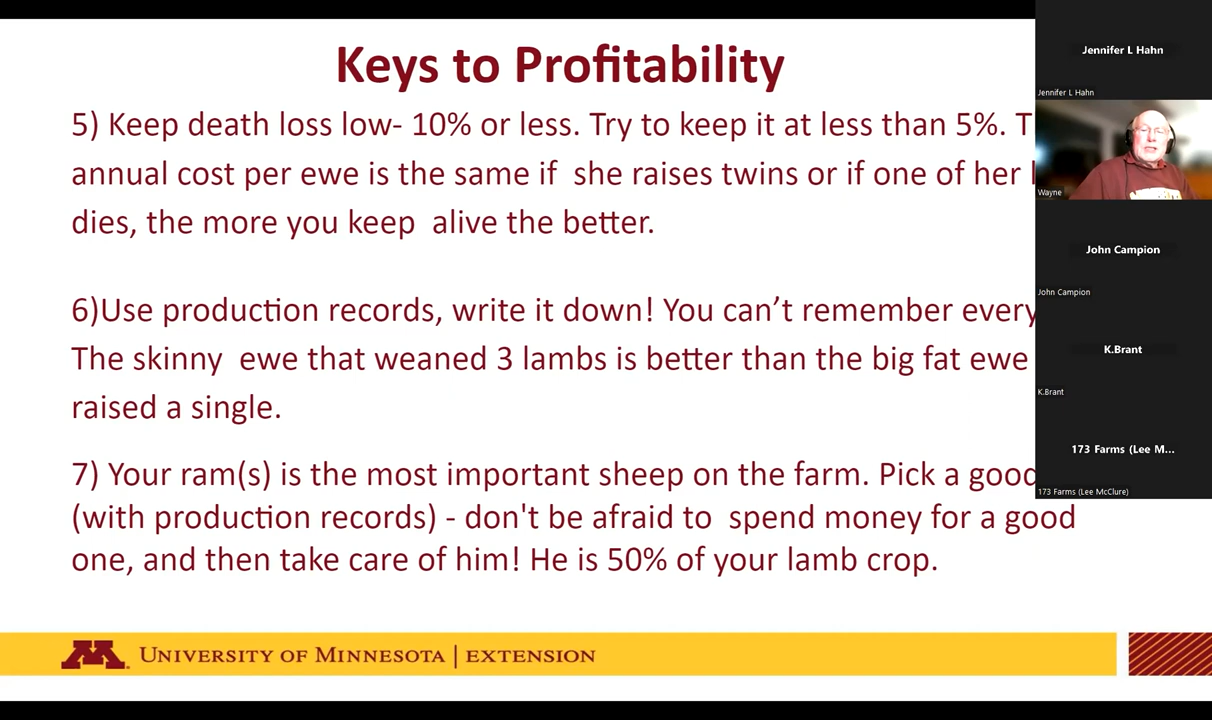 Keys to Profitability
5) Keep death loss low- 10% or less. Try to keep it at less than 5%. T
annual cost per ewe is the same if  she raises twins or if one of her l
dies, the more you keep  alive the better.
6)Use production records, write it down! You can’t remember every
The skinny  ewe that weaned 3 lambs is better than the big fat ewe
raised a single.
7) Your ram(s) is the most important sheep on the farm. Pick a good
(with production records) - don't be afraid to  spend money for a good
one, and then take care of him! He is 50% of your lamb crop.
M UNIVERSITY OF MINNESOTA | EXTENSION
Jennifer L Hahn
Jennifer L Hahn
Wayne
John Campion
John Campion
K.Brant
K.Brant
173 Farms (Lee M...
173 Farms (Lee McClure)